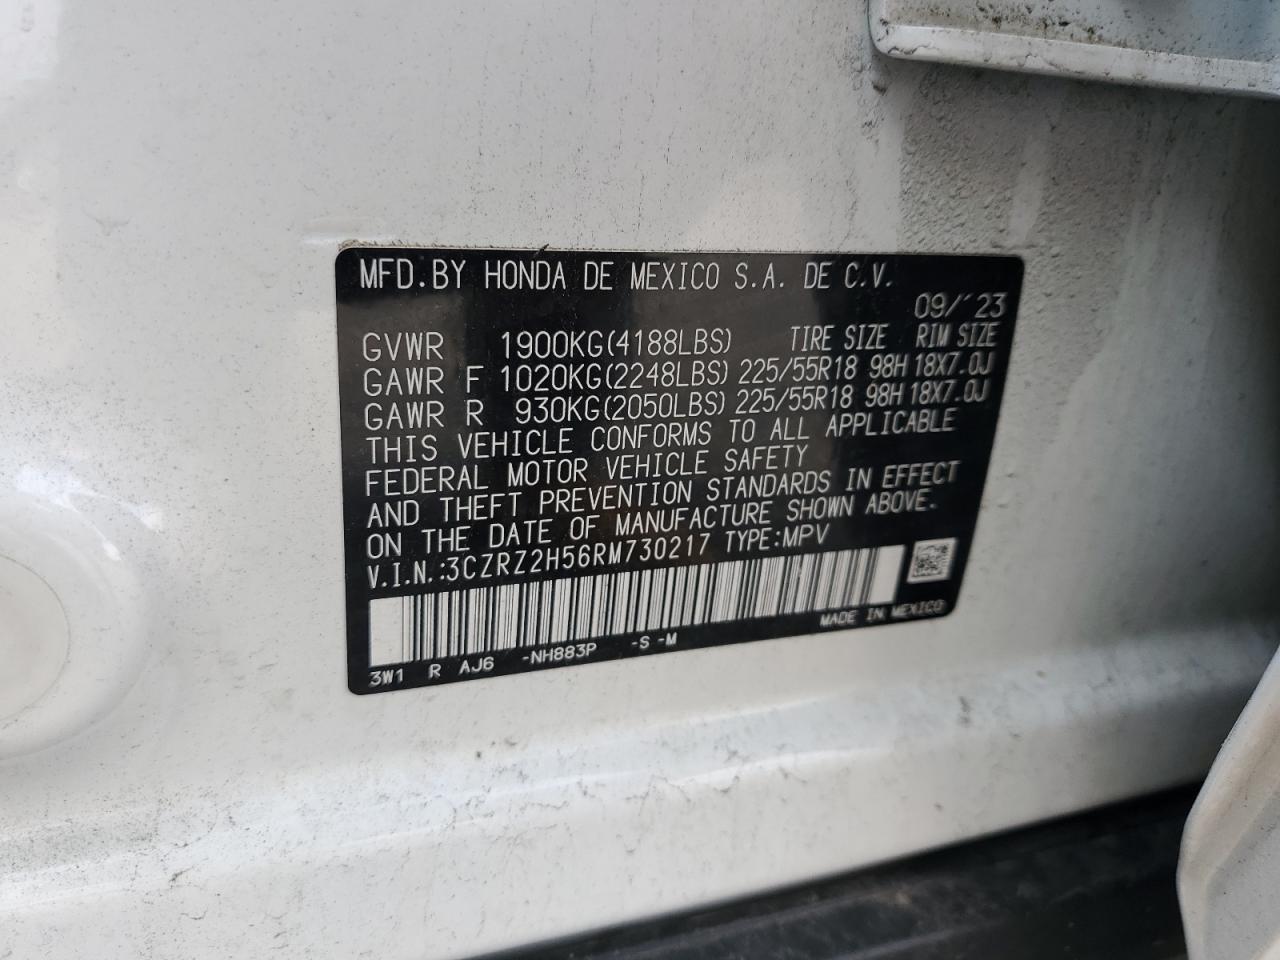 MFD.BY HONDA DE MEXICO S.A. DE C.V.
09/´23
GVWR 1900KG(4188LBS) TIRE SIZE RIM SIZE
GAWR F 1020KG(2248LBS) 225/55R18 98H 18X7.0J
GAWR R 930KG(2050LBS) 225/55R18 98H 18X7.0J
THIS VEHICLE CONFORMS TO ALL APPLICABLE
FEDERAL MOTOR VEHICLE SAFETY
AND THEFT PREVENTION STANDARDS IN EFFECT
ON THE DATE OF MANUFACTURE SHOWN ABOVE.
V.I.N.:3CZRZ2H56RM730217 TYPE:MPV
MADE IN MEXICO
3W1 R AJ6 -NH883P -S -M